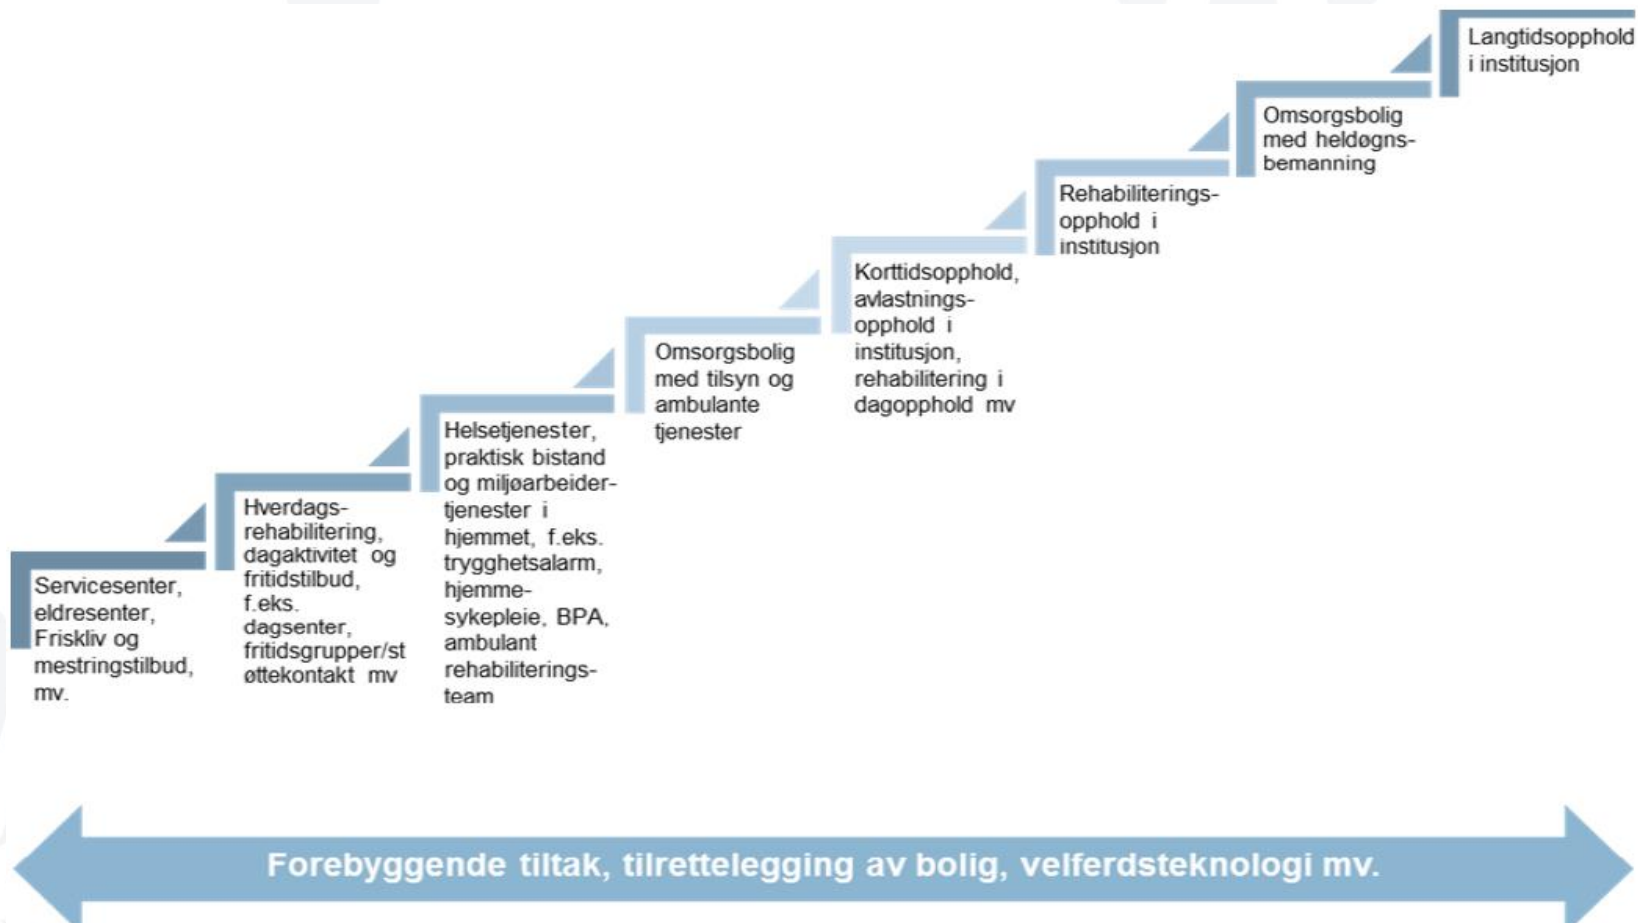 Servicesenter,
eldresenter,
Friskliv og
mestringstilbud,
mv.
Hverdags-
rehabilitering,
dagaktivitet og
fritidstilbud,
f.eks.
dagsenter,
fritidsgrupper/st
øttekontakt mv
Helsetjenester,
praktisk bistand
og miljøarbeider-
tjenester i
hjemmet, f.eks.
trygghetsalarm,
hjemme-
sykepleie, BPA,
ambulant
rehabiliterings-
team
Omsorgsbolig
med tilsyn og
ambulante
tjenester
Korttidsopphold,
avlastnings-
opphold i
institusjon,
rehabilitering i
dagopphold mv
Rehabiliterings-
opphold i
institusjon
Omsorgsbolig
med heldøgns-
bemanning
Langtidsopphold
i institusjon
Forebyggende tiltak, tilrettelegging av bolig, velferdsteknologi mv.